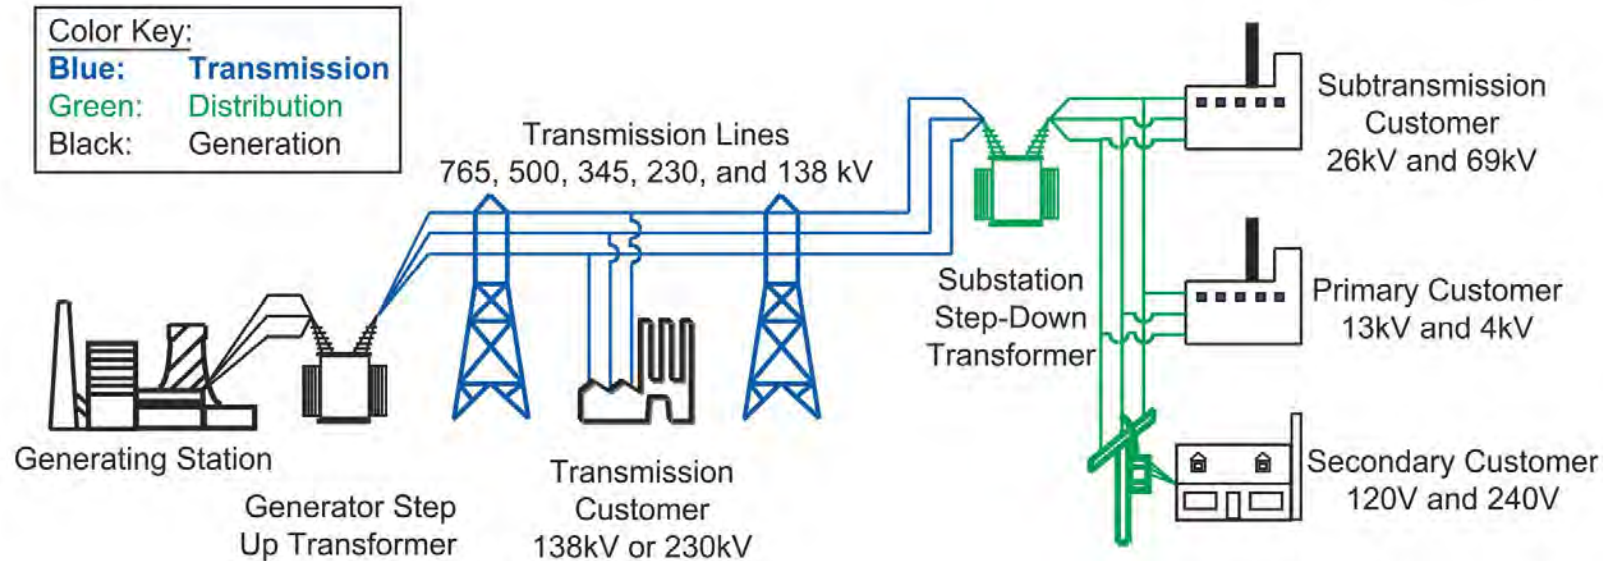 Color Key:
Blue: Transmission
Green: Distribution
Black: Generation
Transmission Lines
765, 500, 345, 230, and 138 kV
Subtransmission
Customer
26kV and 69kV
Substation
Step-Down
Transformer
Primary Customer
13kV and 4kV
Generating Station
Generator Step
Up Transformer
Transmission
Customer
138kV or 230kV
Secondary Customer
120V and 240V